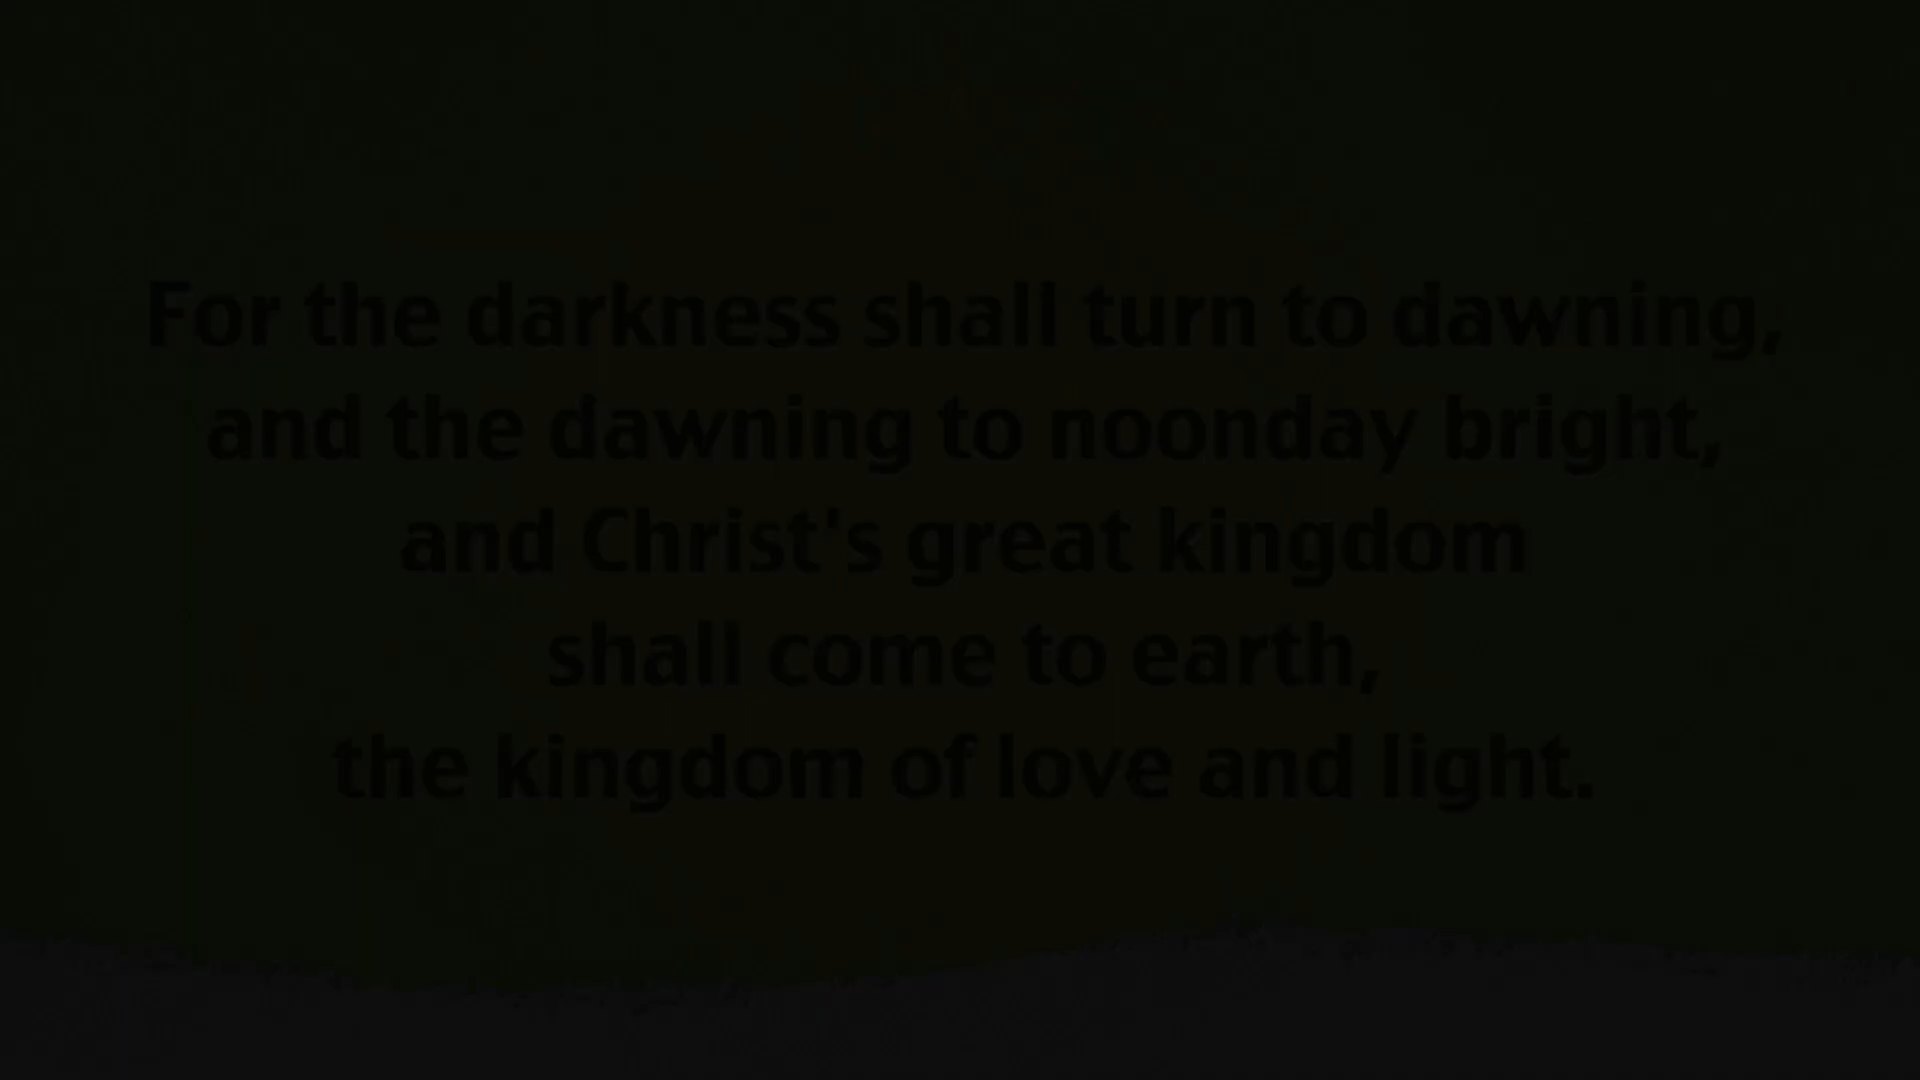 For the darkness shall turn to dawning,
and the dawning to noonday bright,
and Christ's great kingdom
shall come to earth,
the kingdom of love and light.